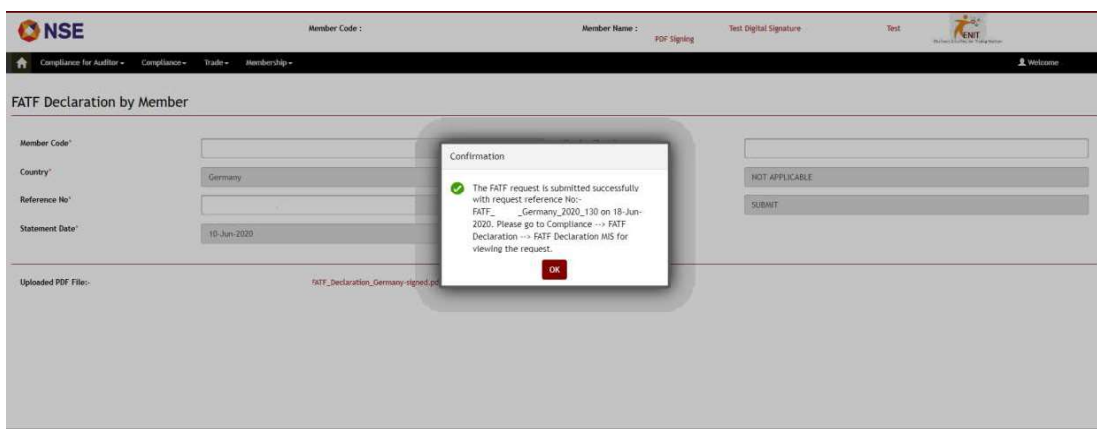 NSE
Member Code :
Member Name :
PDF Signing
Test Digital Signature
Test
ENIT
Compliance for Auditor
Compliance
Trade
Membership
Welcome
FATF Declaration by Member
Member Code*
Country*
Germany
NOT APPLICABLE
Reference No*
SUBMIT
Statement Date*
10-Jun-2020
Uploaded PDF File:-
FATF_Declaration_Germany-signed.pd
Confirmation
The FATF request is submitted successfully
with request reference No:-
FATF_ _Germany_2020_130 on 18-Jun-
2020. Please go to Compliance --> FATF
Declaration --> FATF Declaration MIS for
viewing the request.
OK